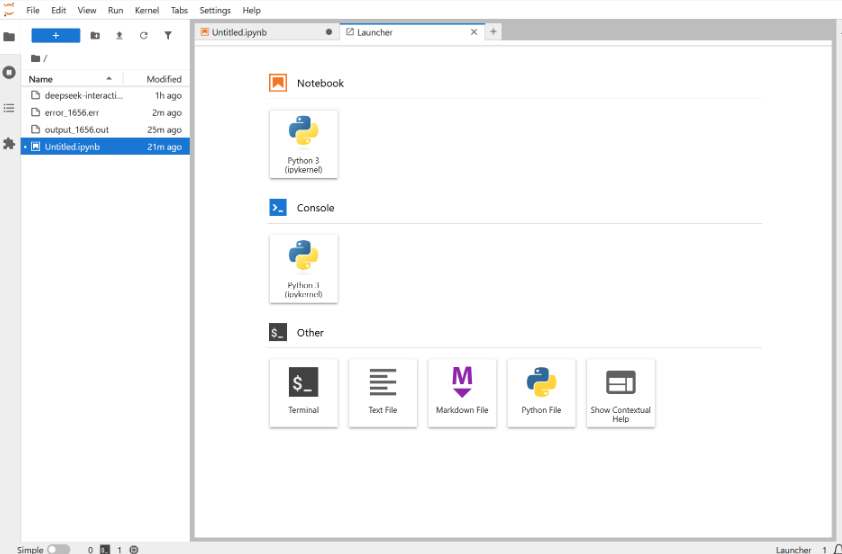 File Edit View Run Kernel Tabs Settings Help
Untitled.ipynb
Launcher
/
Name Modified
deepseek-interacti... 1h ago
error_1656.err 2m ago
output_1656.out 25m ago
Untitled.ipynb 21m ago
Notebook
Python 3
(ipykernel)
Console
Python 3
(ipykernel)
Other
$_
Terminal
Text File
M
Markdown File
Python File
Show Contextual
Help
Simple 0 1
Launcher 1